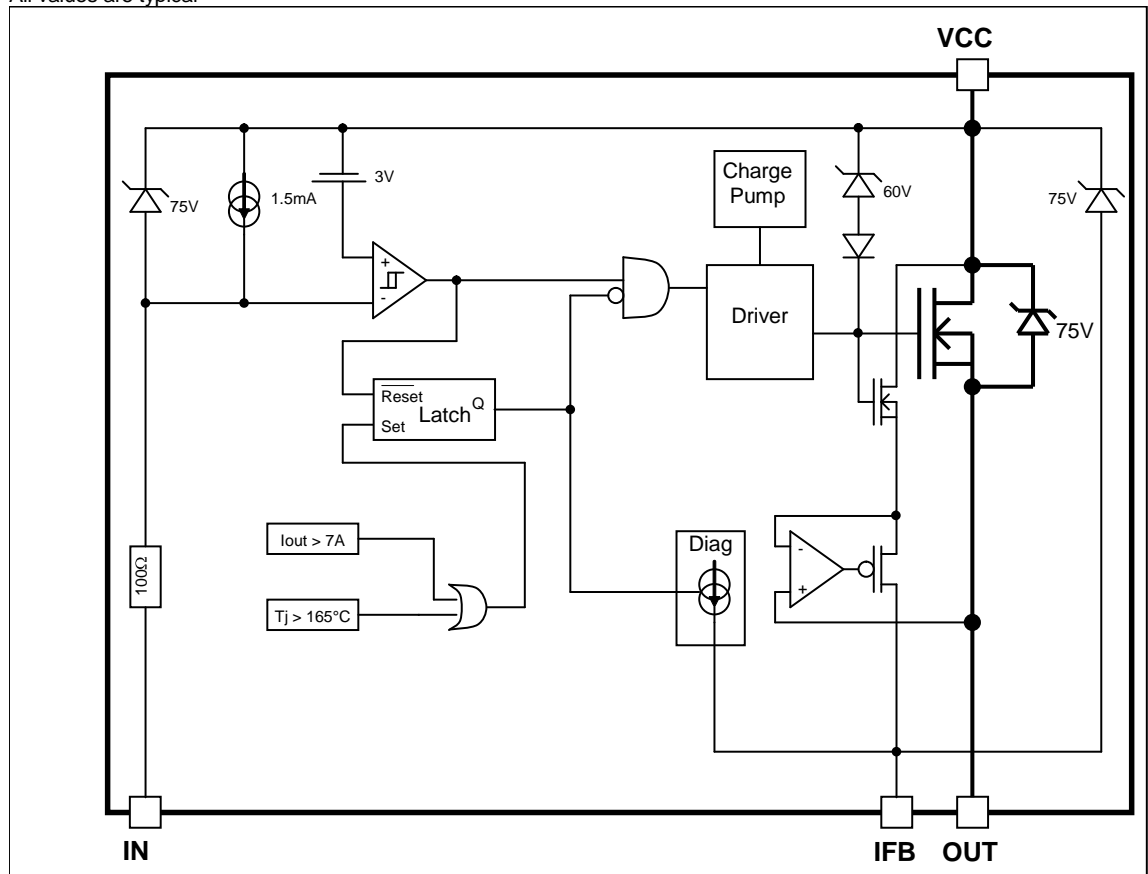 All values are typical
VCC
75V
1.5mA
3V
Charge
Pump
60V
75V
+
-
Driver
75V
Reset
Latch
Q
Set
Iout > 7A
Tj > 165°C
Diag
-
+
100Ω
IN
IFB
OUT